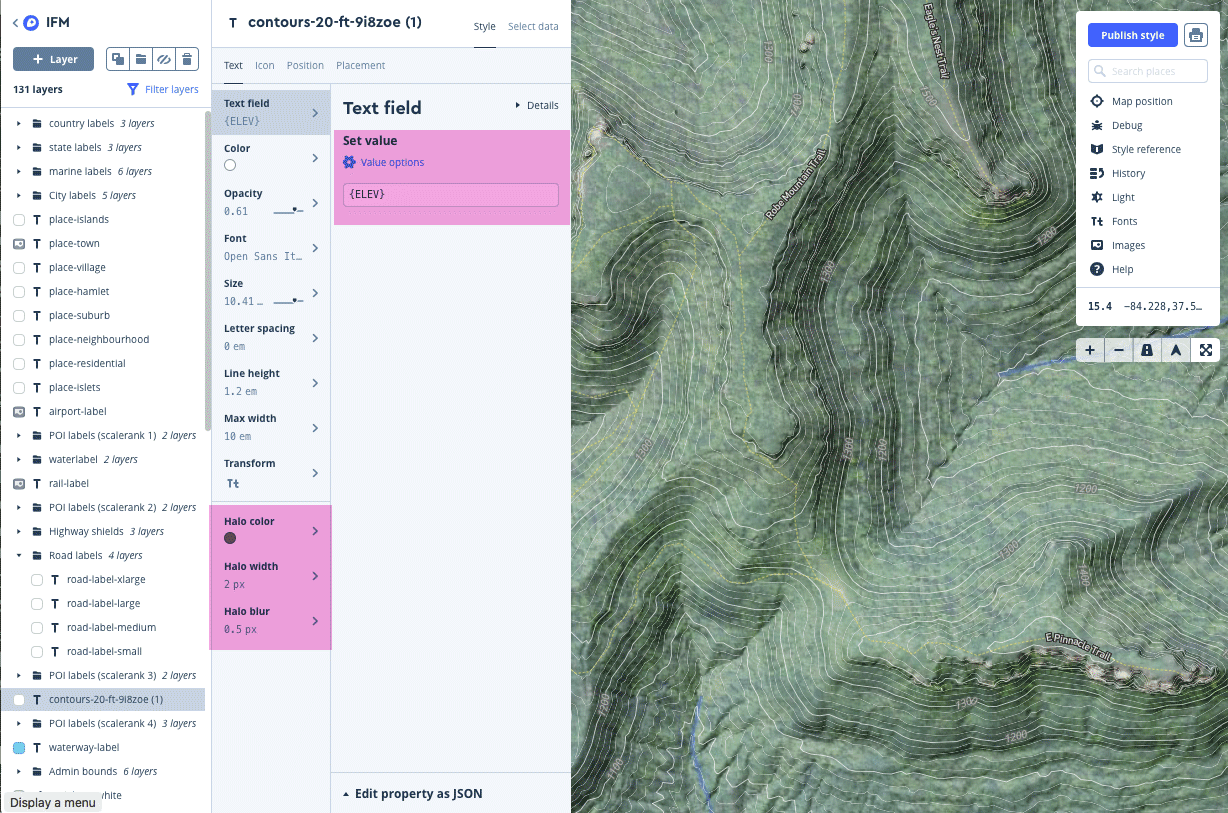 IFM
+ Layer
131 layers
Filter layers
country labels 3 layers
state labels 3 layers
marine labels 6 layers
City labels 5 layers
T place-islands
T place-town
T place-village
T place-hamlet
T place-suburb
T place-neighbourhood
T place-residential
T place-islets
T airport-label
POI labels (scalerank 1) 2 layers
waterlabel 2 layers
T rail-label
POI labels (scalerank 2) 2 layers
Highway shields 3 layers
Road labels 4 layers
T road-label-xlarge
T road-label-large
T road-label-medium
T road-label-small
POI labels (scalerank 3) 2 layers
T contours-20-ft-9i8zoe (1)
POI labels (scalerank 4) 3 layers
T waterway-label
Admin bounds 6 layers
Display a menu
T contours-20-ft-9i8zoe (1)
Style
Select data
Text
Icon
Position
Placement
Text field
{ELEV}
Color
Opacity
0.61
Font
Open Sans It…
Size
10.41 …
Letter spacing
0 em
Line height
1.2 em
Max width
10 em
Transform
Tt
Halo color
Halo width
2 px
Halo blur
0.5 px
Text field
Details
Set value
Value options
{ELEV}
Edit property as JSON
Publish style
Search places
Map position
Debug
Style reference
History
Light
Tt Fonts
Images
? Help
15.4 -84.228,37.5…
+
−
Eagle's Nest Trail
Robe Mountain Trail
E Pinnacle Trail
1300
1200
1500
1200
1300
1300
1300
1200
1200
1300
1400
1300
1200
1200
1100